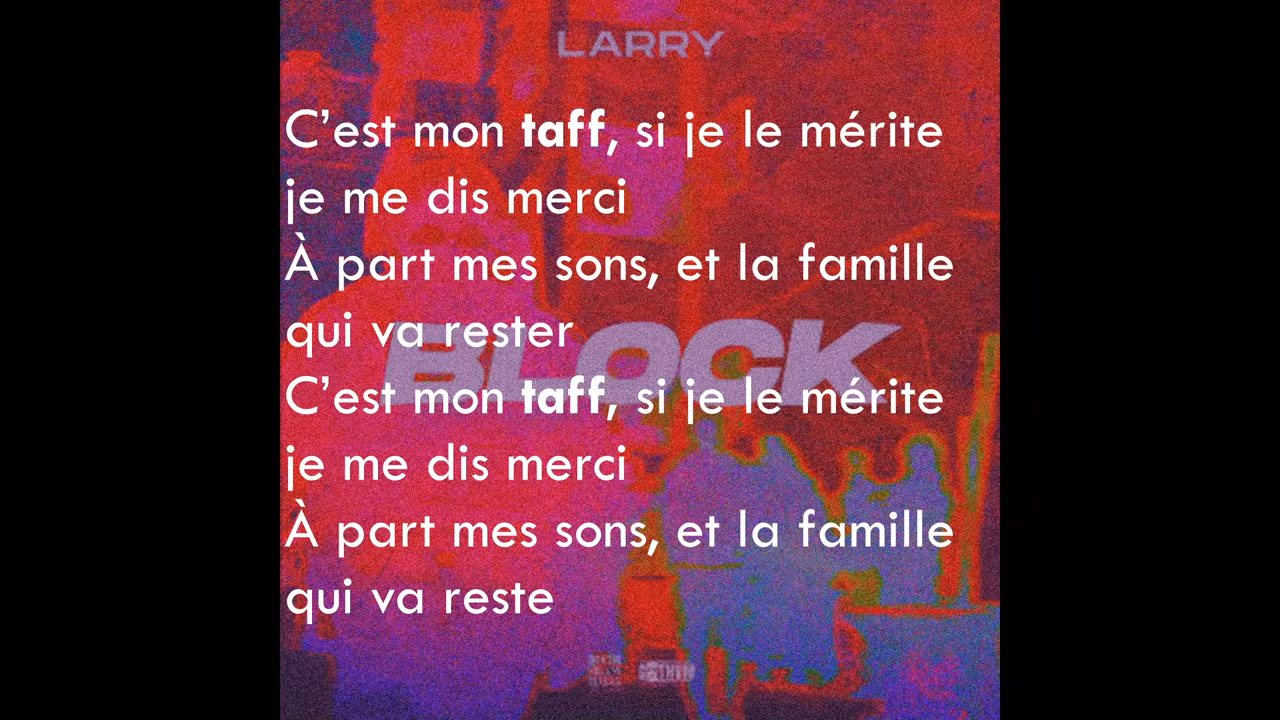 LARRY
C’est mon taff, si je le mérite
je me dis merci
À part mes sons, et la famille
qui va rester
BLOCK
C’est mon taff, si je le mérite
je me dis merci
À part mes sons, et la famille
qui va reste